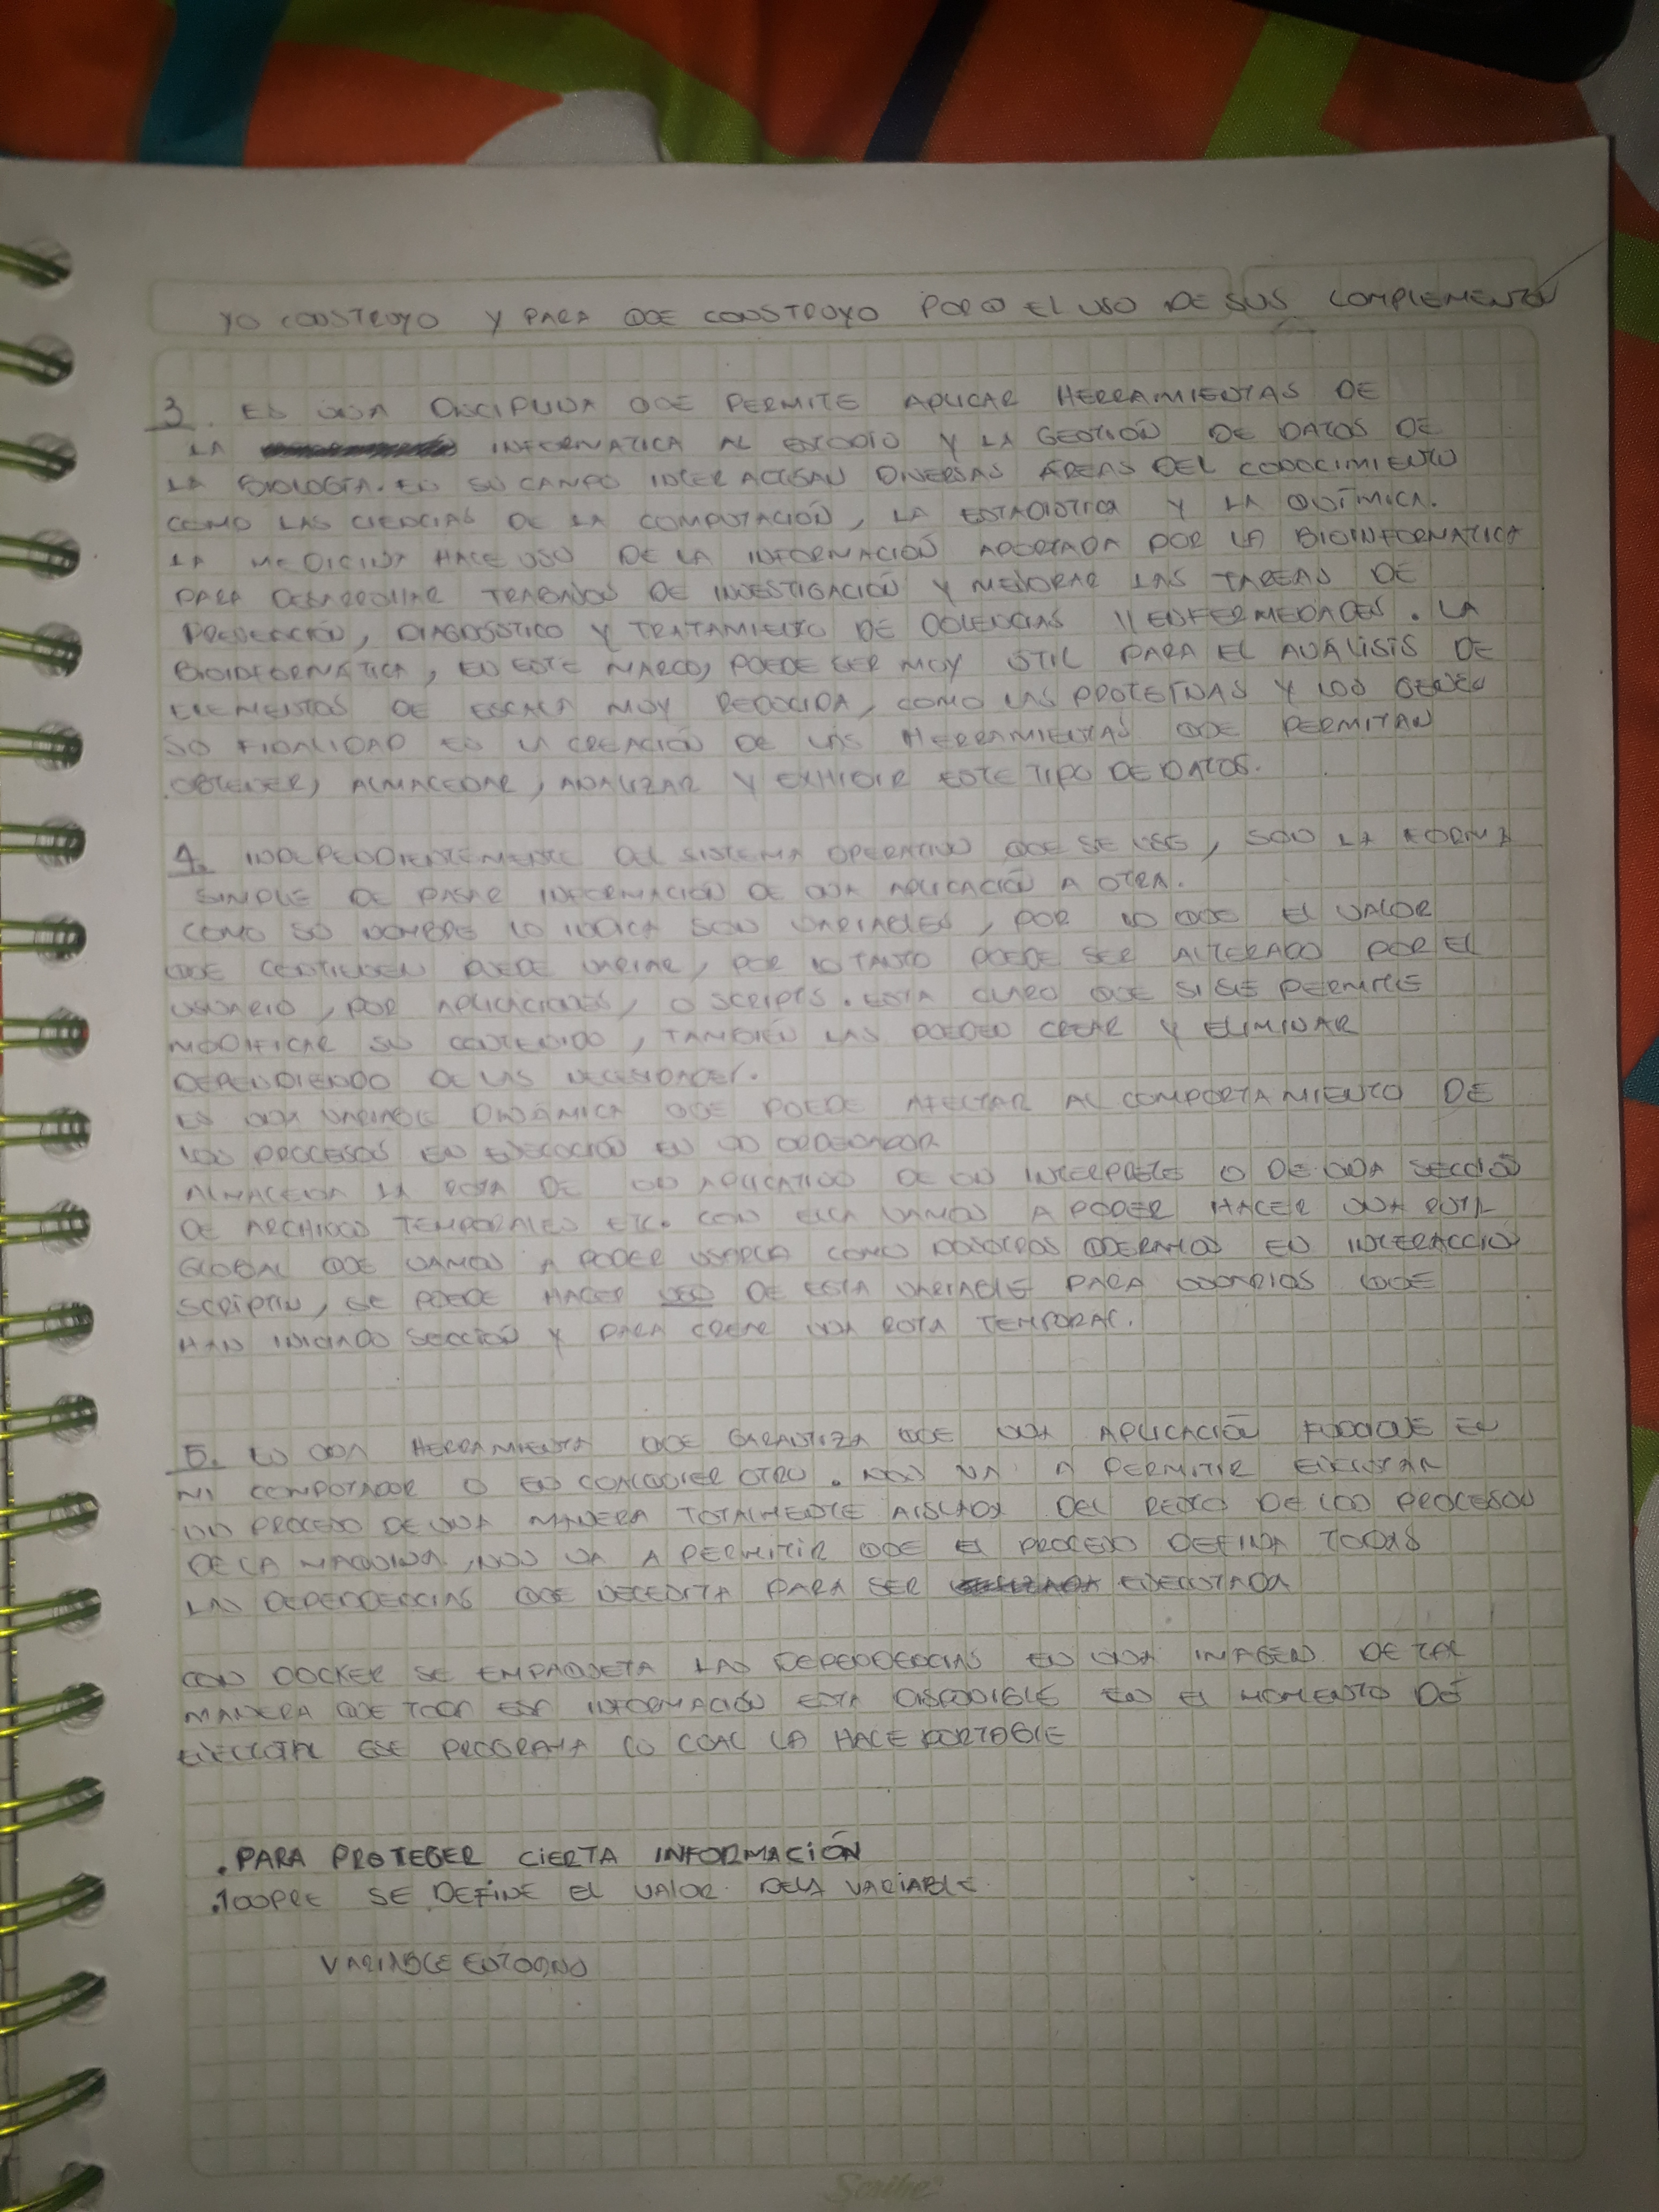 YO CONSTRUYO Y PARA QUE CONSTRUYO PORQ EL USO DE SUS COMPLEMENTOS
3. ES UNA DISCIPLINA QUE PERMITE APLICAR HERRAMIENTAS DE
LA INFORMATICA AL ESTUDIO Y LA GESTIÓN DE DATOS DE
LA BIOLOGÍA. EN SU CAMPO INTERACTUAN DIVERSAS ÁREAS DEL CONOCIMIENTO
COMO LAS CIENCIAS DE LA COMPUTACIÓN, LA ESTADISTICA Y LA QUÍMICA.
LA MEDICINA HACE USO DE LA INFORMACIÓN APORTADA POR LA BIOINFORMATICA
PARA DESARROLLAR TRABAJOS DE INVESTIGACIÓN Y MEJORAR LAS TAREAS DE
PREVENCIÓN, DIAGNÓSTICO Y TRATAMIENTO DE DOLENCIAS Y ENFERMEDADES. LA
BIOINFORMÁTICA, EN ESTE MARCO, PUEDE SER MUY ÚTIL PARA EL ANÁLISIS DE
ELEMENTOS DE ESCALA MUY REDUCIDA, COMO LAS PROTEÍNAS Y LOS GENES
SU FINALIDAD ES LA CREACIÓN DE LAS HERRAMIENTAS QUE PERMITAN
OBTENER, ALMACENAR, ANALIZAR Y EXHIBIR ESTE TIPO DE DATOS.
4. INDEPENDIENTEMENTE DEL SISTEMA OPERATIVO QUE SE USE, SON LA FORMA
SIMPLE DE PASAR INFORMACIÓN DE UNA APLICACIÓN A OTRA.
COMO SU NOMBRE LO INDICA SON VARIABLES, POR LO QUE EL VALOR
QUE CONTIENEN PUEDE VARIAR, POR LO TANTO PUEDE SER ALTERADO POR EL
USUARIO, POR APLICACIONES, O SCRIPTS. ESTA CLARO QUE SI SE PERMITE
MODIFICAR SU CONTENIDO, TAMBIÉN LAS PUEDEN CREAR Y ELIMINAR
DEPENDIENDO DE LAS NECESIDADES.
ES UNA VARIABLE DINÁMICA QUE PUEDE AFECTAR AL COMPORTAMIENTO DE
LOS PROCESOS EN EJECUCIÓN EN UN ORDENADOR
ALMACENA LA RUTA DE UN APLICATIVO DE UN INTERPRETE O DE UNA SECCIÓN
DE ARCHIVOS TEMPORALES ETC. CON ELLA VAMOS A PODER HACER UNA RUTA
GLOBAL QUE VAMOS A PODER USARLA COMO NOSOTROS QUERAMOS EN INTERACCIÓN
SCRIPTIN, SE PUEDE HACER USO DE ESTA VARIABLE PARA USUARIOS QUE
HAN INICIADO SECCIÓN Y PARA CREAR UNA RUTA TEMPORAL.
5. ES UNA HERRAMIENTA QUE GARANTIZA QUE UNA APLICACIÓN FUNCIONE EN
MI COMPUTADOR O EN CUALQUIER OTRO. NOS VA A PERMITIR EJECUTAR
UN PROCESO DE UNA MANERA TOTALMENTE AISLADA DEL RESTO DE LOS PROCESOS
DE LA MAQUINA, NOS VA A PERMITIR QUE EL PROCESO DEFINA TODAS
LAS DEPENDENCIAS QUE NECESITA PARA SER EJECUTADA
CON DOCKER SE EMPAQUETA LAS DEPENDENCIAS EN UNA IMAGEN DE TAL
MANERA QUE TODA ESA INFORMACIÓN ESTA DISPONIBLE EN EL MOMENTO DE
EJECUTAR ESE PROGRAMA LO CUAL LA HACE PORTABLE
.PARA PROTEGER CIERTA INFORMACIÓN
SE DEFINE EL VALOR DE LA VARIABLE.
VARIABLE ENTORNO
Scribe